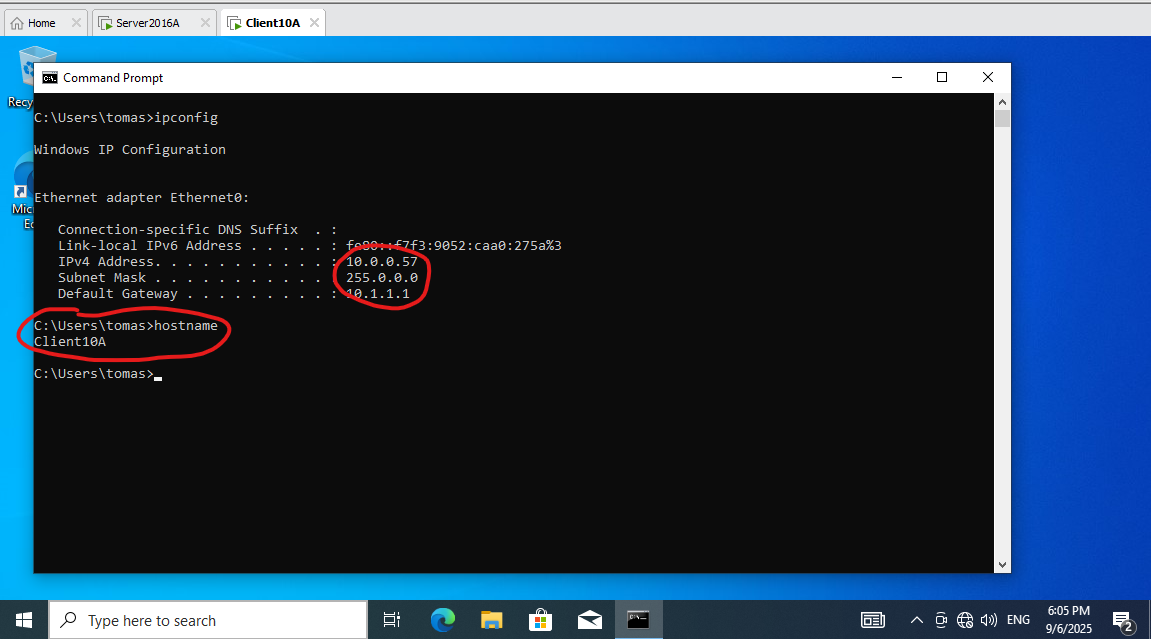 Home
Server2016A
Client10A
Command Prompt
C:\Users\tomas>ipconfig
Windows IP Configuration
Ethernet adapter Ethernet0:
Connection-specific DNS Suffix  . :
Link-local IPv6 Address . . . . . : fe80::f7f3:9052:caa0:275a%3
IPv4 Address. . . . . . . . . . . : 10.0.0.57
Subnet Mask . . . . . . . . . . . : 255.0.0.0
Default Gateway . . . . . . . . . : 10.1.1.1
C:\Users\tomas>hostname
Client10A
C:\Users\tomas>
Recy
Mic
Ec
Type here to search
ENG
6:05 PM
9/6/2025
2